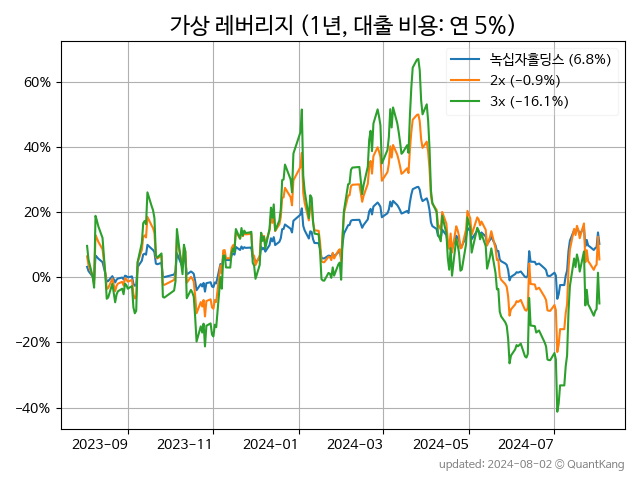 가상 레버리지 (1년, 대출 비용: 연 5%)
녹십자홀딩스 (6.8%)
2x (−0.9%)
3x (−16.1%)
60%
40%
20%
0%
−20%
−40%
2023-09 2023-11 2024-01 2024-03 2024-05 2024-07
updated: 2024-08-02 © QuantKang